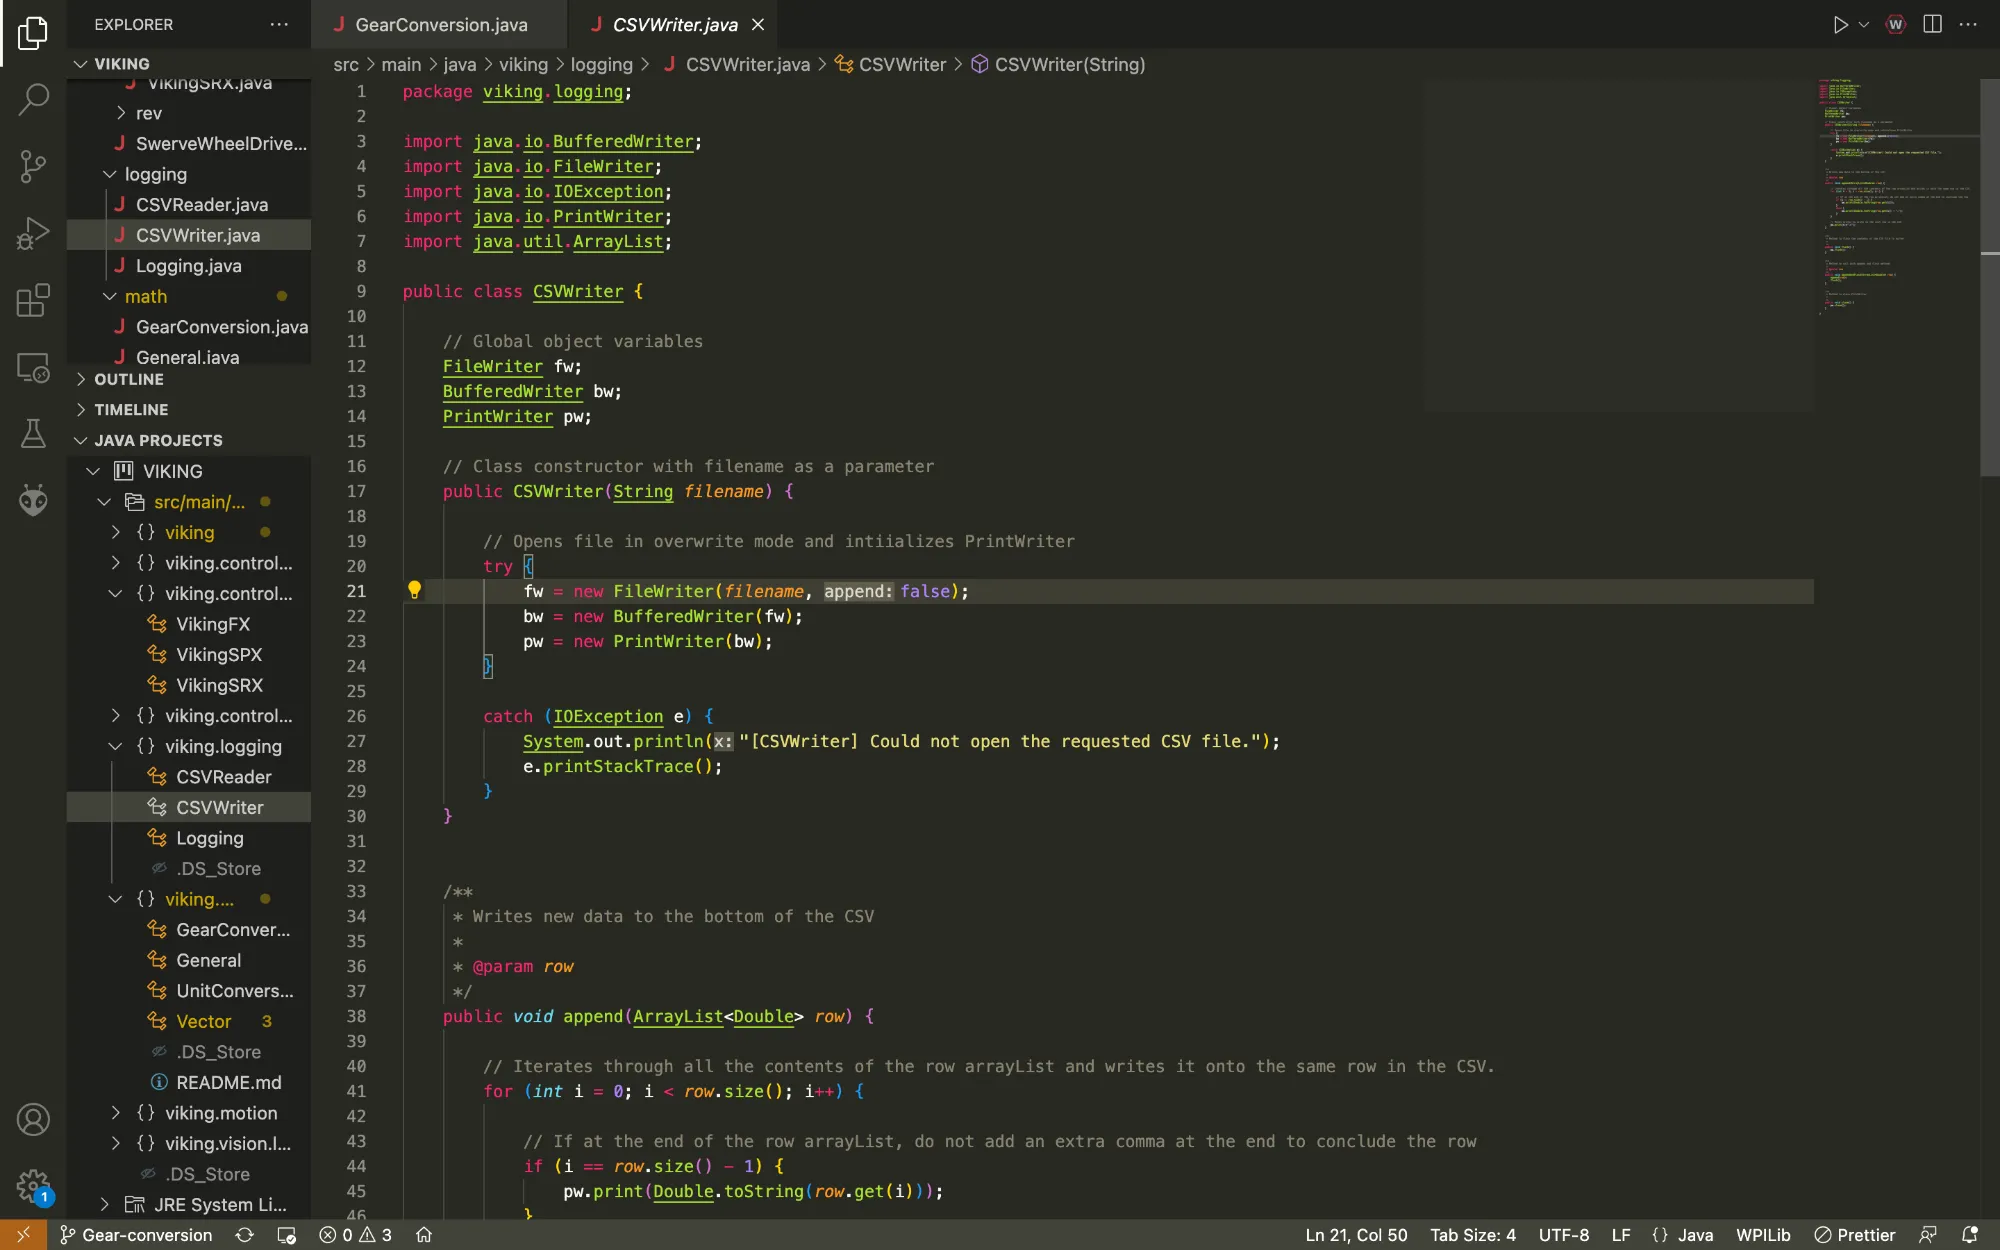 EXPLORER
GearConversion.java
CSVWriter.java
VIKING
src > main > java > viking > logging > CSVWriter.java > CSVWriter > CSVWriter(String)
VikingSRX.java
rev
SwerveWheelDrive...
logging
CSVReader.java
CSVWriter.java
Logging.java
math
GearConversion.java
General.java
OUTLINE
TIMELINE
JAVA PROJECTS
VIKING
src/main/...
{} viking
{} viking.control...
{} viking.control...
VikingFX
VikingSPX
VikingSRX
{} viking.control...
{} viking.logging
CSVReader
CSVWriter
Logging
.DS_Store
{} viking....
GearConver...
General
UnitConvers...
Vector 3
.DS_Store
README.md
{} viking.motion
{} viking.vision.l...
.DS_Store
JRE System Li...
1
1 package viking.logging;
2
3 import java.io.BufferedWriter;
4 import java.io.FileWriter;
5 import java.io.IOException;
6 import java.io.PrintWriter;
7 import java.util.ArrayList;
8
9 public class CSVWriter {
10
11 // Global object variables
12 FileWriter fw;
13 BufferedWriter bw;
14 PrintWriter pw;
15
16 // Class constructor with filename as a parameter
17 public CSVWriter(String filename) {
18
19 // Opens file in overwrite mode and intiializes PrintWriter
20 try {
21 fw = new FileWriter(filename, append: false);
22 bw = new BufferedWriter(fw);
23 pw = new PrintWriter(bw);
24 }
25
26 catch (IOException e) {
27 System.out.println(x: "[CSVWriter] Could not open the requested CSV file.");
28 e.printStackTrace();
29 }
30 }
31
32
33 /**
34 * Writes new data to the bottom of the CSV
35 *
36 * @param row
37 */
38 public void append(ArrayList<Double> row) {
39
40 // Iterates through all the contents of the row arrayList and writes it onto the same row in the CSV.
41 for (int i = 0; i < row.size(); i++) {
42
43 // If at the end of the row arrayList, do not add an extra comma at the end to conclude the row
44 if (i == row.size() - 1) {
45 pw.print(Double.toString(row.get(i)));
46 }
Gear-conversion 0 3 Ln 21, Col 50 Tab Size: 4 UTF-8 LF {} Java WPILib Prettier